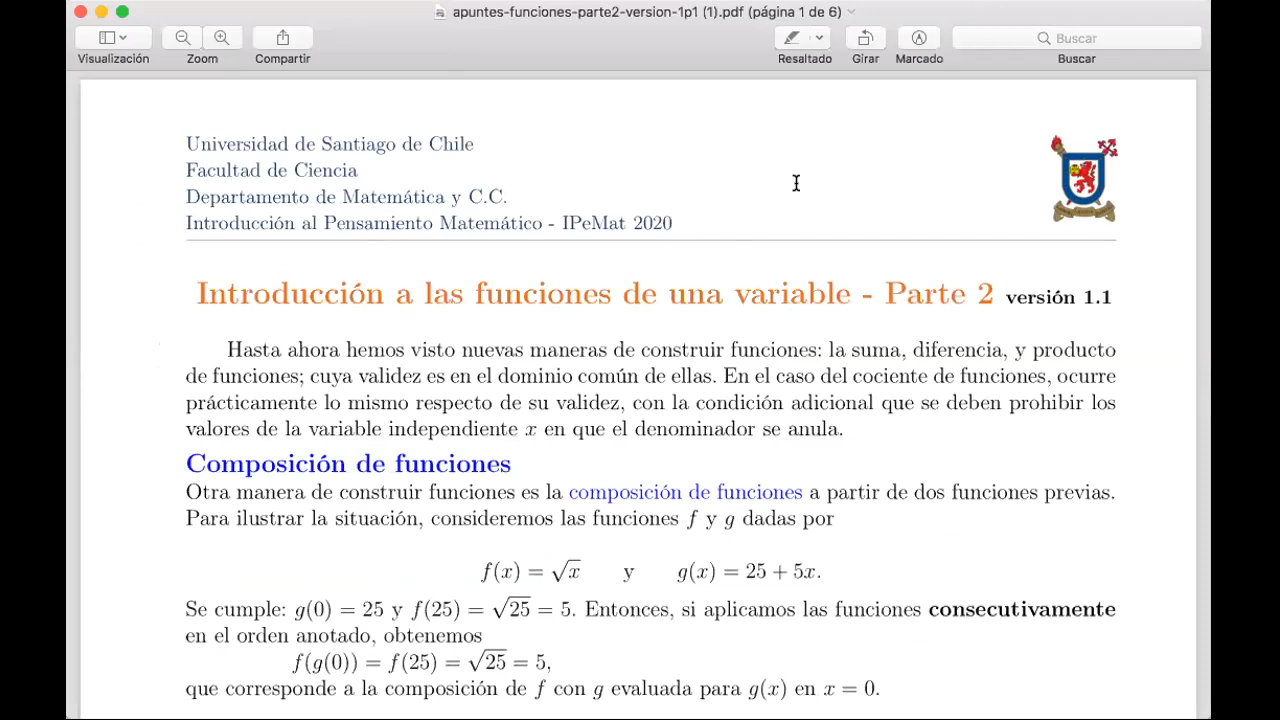 apuntes-funciones-parte2-version-1p1 (1).pdf (página 1 de 6)
Visualización
Zoom
Compartir
Resaltado
Girar
Marcado
Buscar
Buscar
Universidad de Santiago de Chile
Facultad de Ciencia
Departamento de Matemática y C.C.
Introducción al Pensamiento Matemático - IPeMat 2020
Introducción a las funciones de una variable - Parte 2 versión 1.1
Hasta ahora hemos visto nuevas maneras de construir funciones: la suma, diferencia, y producto
de funciones; cuya validez es en el dominio común de ellas. En el caso del cociente de funciones, ocurre
prácticamente lo mismo respecto de su validez, con la condición adicional que se deben prohibir los
valores de la variable independiente x en que el denominador se anula.
Composición de funciones
Otra manera de construir funciones es la composición de funciones a partir de dos funciones previas.
Para ilustrar la situación, consideremos las funciones f y g dadas por
f(x) = √x y g(x) = 25 + 5x.
Se cumple: g(0) = 25 y f(25) = √25 = 5. Entonces, si aplicamos las funciones consecutivamente
en el orden anotado, obtenemos
f(g(0)) = f(25) = √25 = 5,
que corresponde a la composición de f con g evaluada para g(x) en x = 0.